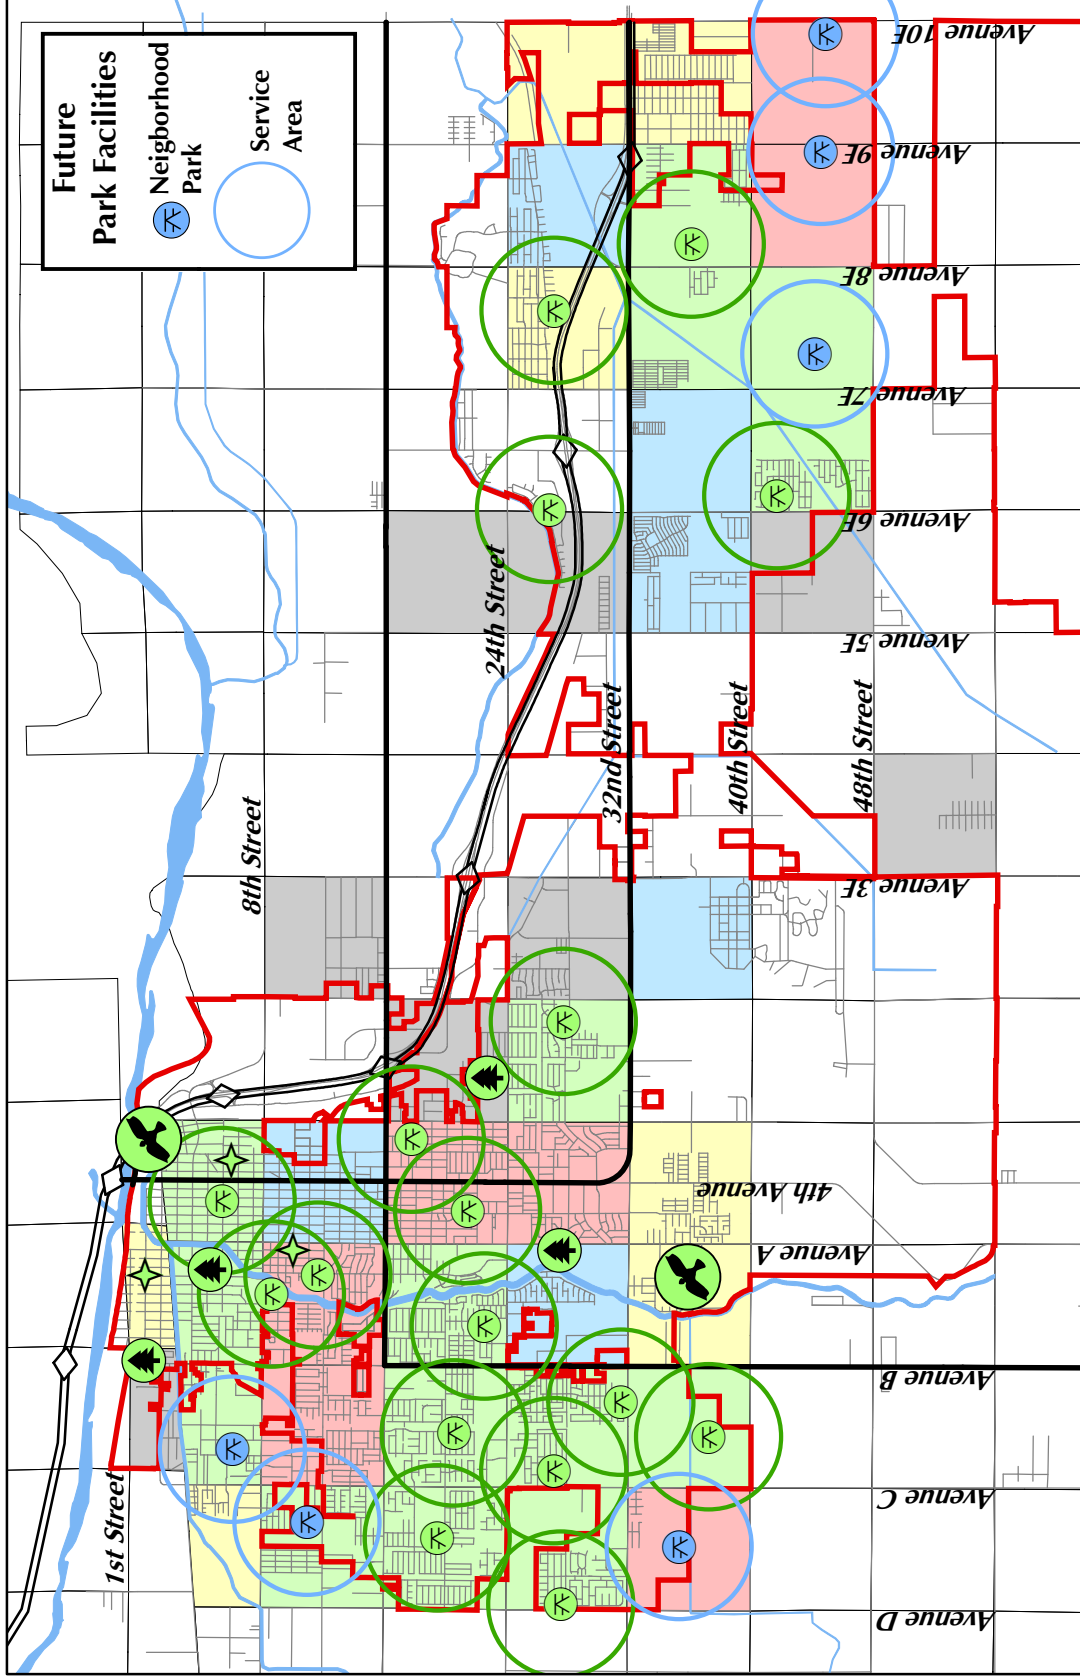 Future
Park Facilities
Neigborhood
Park
Service
Area
Avenue 10E
Avenue 9E
Avenue 8E
Avenue 7E
Avenue 6E
Avenue 5E
Avenue 3E
24th Street
32nd Street
40th Street
48th Street
8th Street
1st Street
4th Avenue
Avenue A
Avenue B
Avenue C
Avenue D